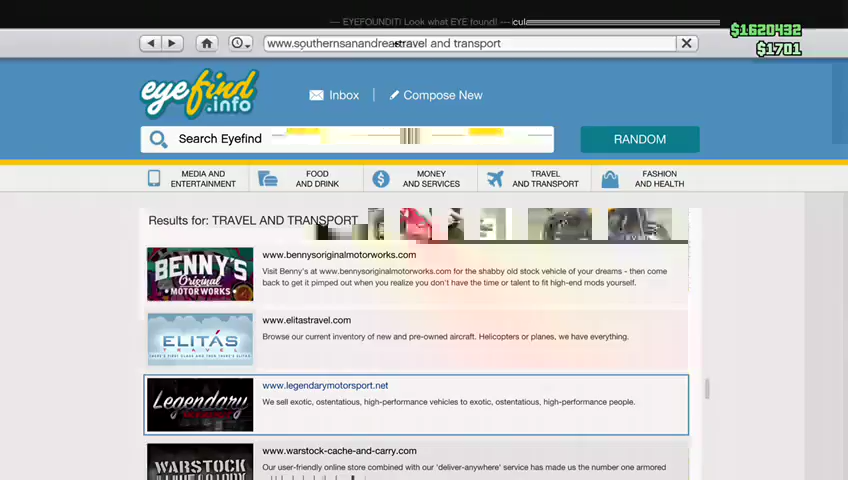 — EYEFOUNDIT! Look what EYE found! —
$1620432
$1701
travel and transport
eyefind
.info
Inbox
Compose New
Search Eyefind
RANDOM
MEDIA AND
ENTERTAINMENT
FOOD
AND DRINK
MONEY
AND SERVICES
TRAVEL
AND TRANSPORT
FASHION
AND HEALTH
Results for: TRAVEL AND TRANSPORT
BENNY'S
Original
MOTOR WORKS
www.bennysoriginalmotorworks.com
Visit Benny's at www.bennysoriginalmotorworks.com for the shabby old stock vehicle of your dreams - then come
back to get it pimped out when you realize you don't have the time or talent to fit high-end mods yourself.
ELITÁS
TRAVEL
www.elitastravel.com
Browse our current inventory of new and pre-owned aircraft. Helicopters or planes, we have everything.
Legendary
www.legendarymotorsport.net
We sell exotic, ostentatious, high-performance vehicles to exotic, ostentatious, high-performance people.
WARSTOCK
www.warstock-cache-and-carry.com
Our user-friendly online store combined with our 'deliver-anywhere' service has made us the number one armored